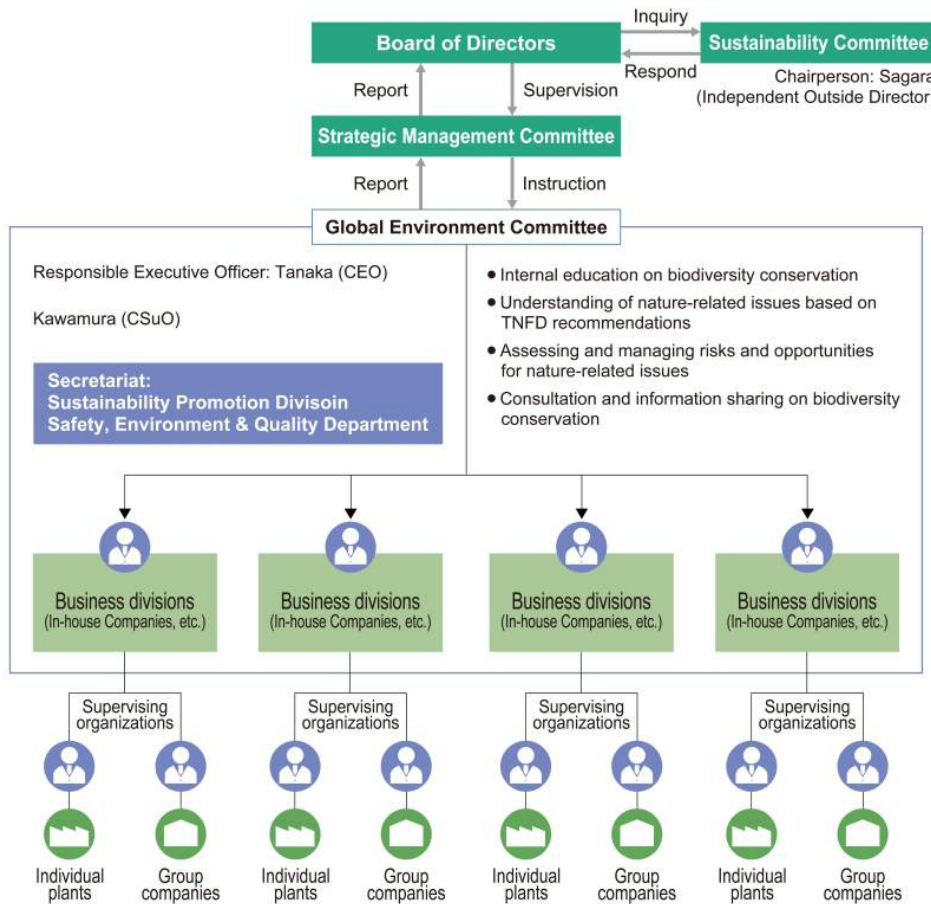 Inquiry
Board of Directors
Sustainability Committee
Respond
Chairperson: Sagara
(Independent Outside Director
Report
Supervision
Strategic Management Committee
Report
Instruction
Global Environment Committee
Responsible Executive Officer: Tanaka (CEO)
Kawamura (CSuO)
● Internal education on biodiversity conservation
● Understanding of nature-related issues based on
TNFD recommendations
● Assessing and managing risks and opportunities
for nature-related issues
● Consultation and information sharing on biodiversity
conservation
Secretariat:
Sustainability Promotion Divisoin
Safety, Environment & Quality Department
Business divisions
(In-house Companies, etc.)
Business divisions
(In-house Companies, etc.)
Business divisions
(In-house Companies, etc.)
Business divisions
(In-house Companies, etc.)
Supervising
organizations
Supervising
organizations
Supervising
organizations
Supervising
organizations
Individual
plants
Group
companies
Individual
plants
Group
companies
Individual
plants
Group
companies
Individual
plants
Group
companies